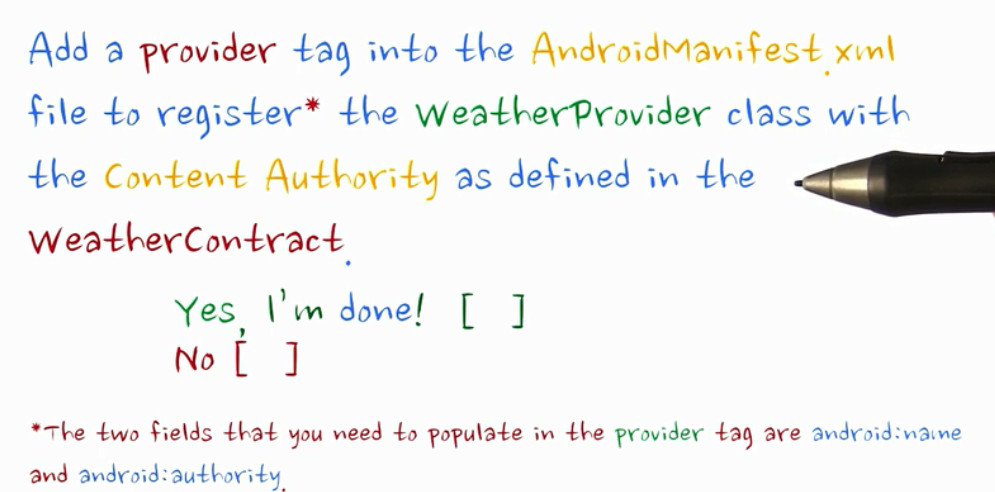 Add a provider tag into the AndroidManifest.xml
file to register* the WeatherProvider class with
the Content Authority as defined in the
WeatherContract.
Yes, I'm done! [ ]
No [ ]
*The two fields that you need to populate in the provider tag are android:name
and android:authority.